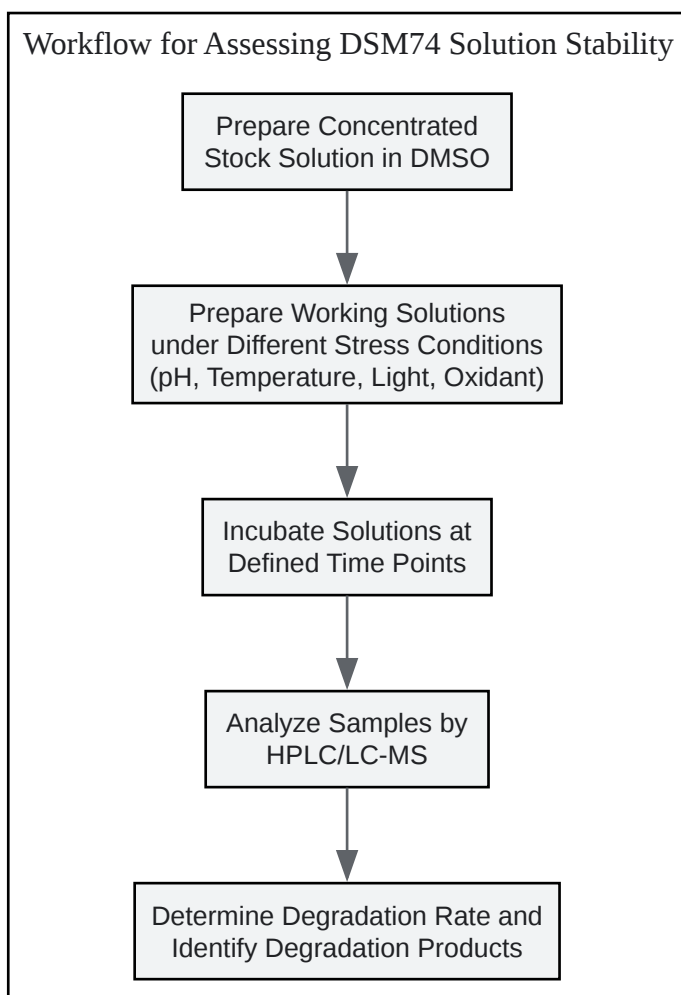 Workflow for Assessing DSM74 Solution Stability
Prepare Concentrated
Stock Solution in DMSO
Prepare Working Solutions
under Different Stress Conditions
(pH, Temperature, Light, Oxidant)
Incubate Solutions at
Defined Time Points
Analyze Samples by
HPLC/LC-MS
Determine Degradation Rate and
Identify Degradation Products